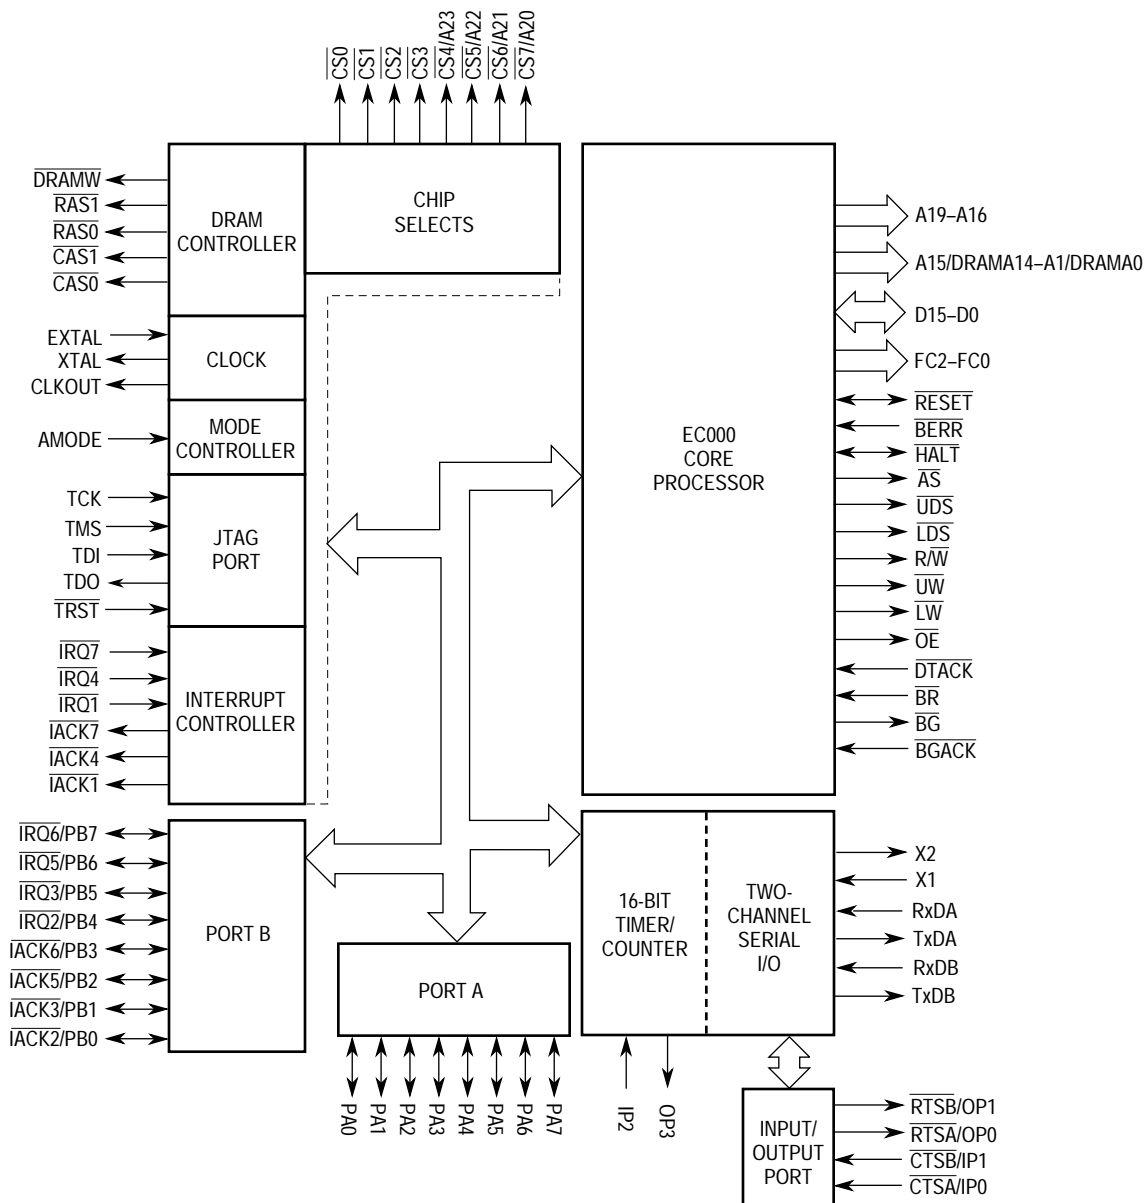 CS0
CS1
CS2
CS3
CS4/A23
CS5/A22
CS6/A21
CS7/A20
DRAMW
RAS1
RAS0
CAS1
CAS0
DRAM
CONTROLLER
CHIP
SELECTS
EXTAL
XTAL
CLKOUT
CLOCK
AMODE
MODE
CONTROLLER
TCK
TMS
TDI
TDO
TRST
JTAG
PORT
IRQ7
IRQ4
IRQ1
IACK7
IACK4
IACK1
INTERRUPT
CONTROLLER
EC000
CORE
PROCESSOR
A19–A16
A15/DRAMA14–A1/DRAMA0
D15–D0
FC2–FC0
RESET
BERR
HALT
AS
UDS
LDS
R/W
UW
LW
OE
DTACK
BR
BG
BGACK
IRQ6/PB7
IRQ5/PB6
IRQ3/PB5
IRQ2/PB4
IACK6/PB3
IACK5/PB2
IACK3/PB1
IACK2/PB0
PORT B
PORT A
PA0
PA1
PA2
PA3
PA4
PA5
PA6
PA7
16-BIT
TIMER/
COUNTER
TWO-
CHANNEL
SERIAL
I/O
X2
X1
RxDA
TxDA
RxDB
TxDB
IP2
OP3
INPUT/
OUTPUT
PORT
RTSB/OP1
RTSA/OP0
CTSB/IP1
CTSA/IP0